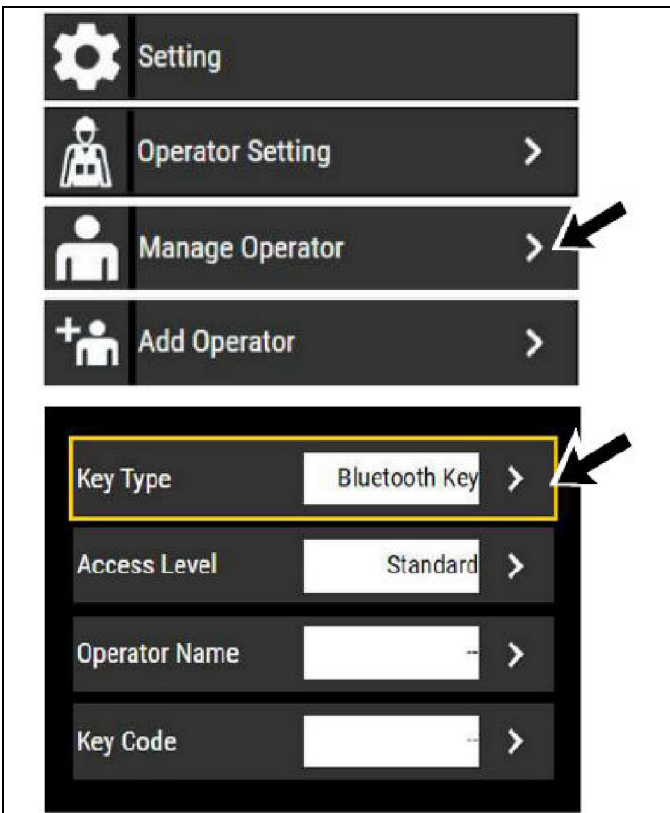 Setting
Operator Setting
Manage Operator
Add Operator
Key Type Bluetooth Key
Access Level Standard
Operator Name --
Key Code --